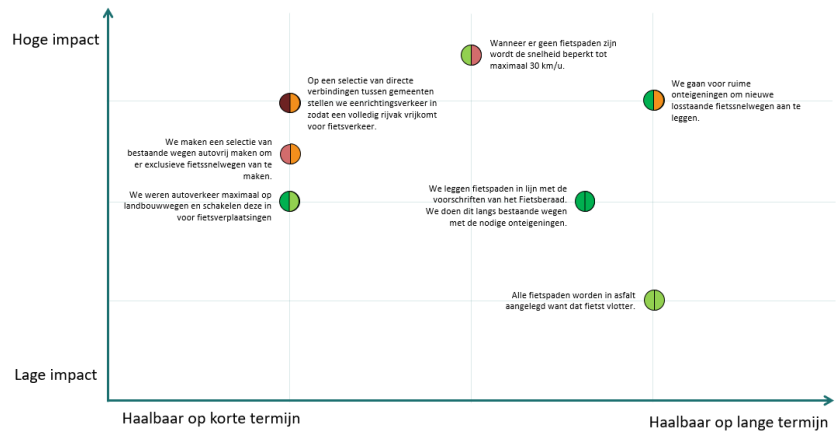 Hoge impact
Wanneer er geen fietspaden zijn
wordt de snelheid beperkt tot
maximaal 30 km/u.
Op een selectie van directe
verbindingen tussen gemeenten
stellen we eenrichtingsverkeer in
zodat een volledig rijvak vrijkomt
voor fietsverkeer.
We gaan voor ruime
onteigeningen om nieuwe
losstaande fietssnelwegen aan te
leggen.
We maken een selectie van
bestaande wegen autovrij maken om
er exclusieve fietssnelwegen van te
maken.
We weren autoverkeer maximaal op
landbouwwegen en schakelen deze in
voor fietsverplaatsingen
We leggen fietspaden in lijn met de
voorschriften van het Fietsberaad.
We doen dit langs bestaande wegen
met de nodige onteigeningen.
Alle fietspaden worden in asfalt
aangelegd want dat fietst vlotter.
Lage impact
Haalbaar op korte termijn
Haalbaar op lange termijn